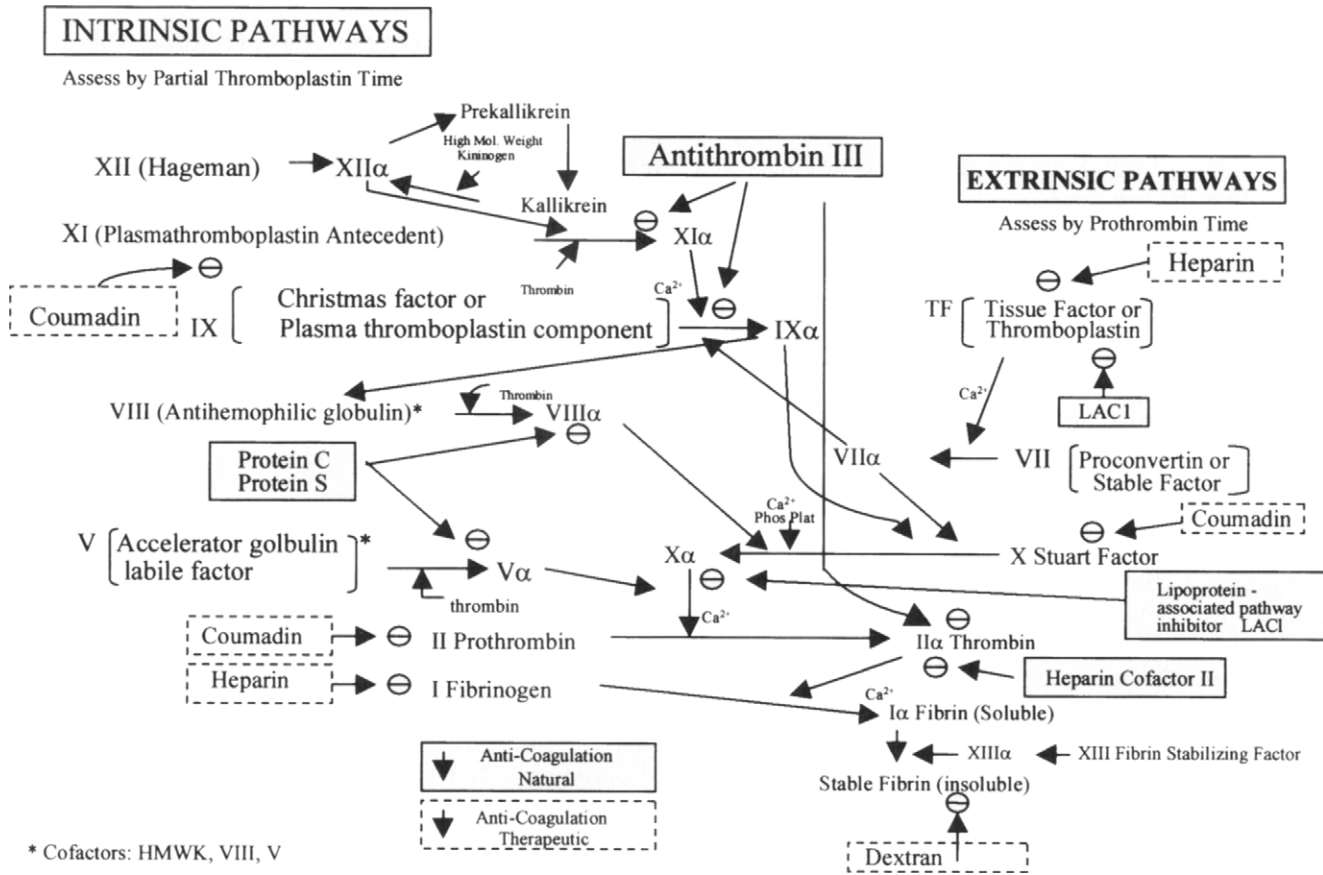 INTRINSIC PATHWAYS
Assess by Partial Thromboplastin Time
Prekallikrein
High Mol. Weight
Kininogen
XII (Hageman)
XIIα
Kallikrein
Antithrombin III
EXTRINSIC PATHWAYS
Assess by Prothrombin Time
XI (Plasmathromboplastin Antecedent)
XIα
Thrombin
Heparin
Coumadin
IX
Christmas factor or
Plasma thromboplastin component
Ca2+
IXα
TF
Tissue Factor or
Thromboplastin
Ca2+
LAC1
VIII (Antihemophilic globulin)*
Thrombin
VIIIα
Protein C
Protein S
VIIα
VII
Proconvertin or
Stable Factor
Ca2+
Phos Plat
Coumadin
V
Accelerator golbulin
labile factor
*
Vα
thrombin
Xα
X Stuart Factor
Ca2+
Lipoprotein -
associated pathway
inhibitor LACl
Coumadin
II Prothrombin
IIα Thrombin
Heparin
I Fibrinogen
Heparin Cofactor II
Ca2+
Iα Fibrin (Soluble)
XIIIα
XIII Fibrin Stabilizing Factor
Stable Fibrin (insoluble)
Dextran
Anti-Coagulation
Natural
Anti-Coagulation
Therapeutic
* Cofactors: HMWK, VIII, V